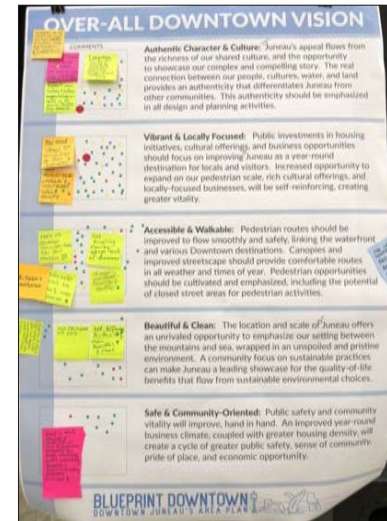 OVER-ALL DOWNTOWN VISION
COMMENTS
Authentic Character & Culture: Juneau's appeal flows from
the richness of our shared culture, and the opportunity
to showcase our complex and compelling story. The real
connection between our people, cultures, water, and land
provides an authenticity that differentiates Juneau from
other communities. This authenticity should be emphasized
in all design and planning activities.
Vibrant & Locally Focused: Public investments in housing
initiatives, cultural offerings, and business opportunities
should focus on improving Juneau as a year-round
destination for locals and visitors. Increased opportunity to
expand on our pedestrian scale, rich cultural offerings, and
locally-focused businesses, will be self-reinforcing, creating
greater vitality.
Accessible & Walkable: Pedestrian routes should be
improved to flow smoothly and safely, linking the waterfront
and various Downtown destinations. Canopies and
improved streetscape should provide comfortable routes
in all weather and times of year. Pedestrian opportunities
should be cultivated and emphasized, including the potential
of closed street areas for pedestrian activities.
Beautiful & Clean: The location and scale of Juneau offers
an unrivaled opportunity to emphasize our setting between
the mountains and sea, wrapped in an unspoiled and pristine
environment. A community focus on sustainable practices
can make Juneau a leading showcase for the quality-of-life
benefits that flow from sustainable environmental choices.
Safe & Community-Oriented: Public safety and community
vitality will improve, hand in hand. An improved year-round
business climate, coupled with greater housing density, will
create a cycle of greater public safety, sense of community,
pride of place, and economic opportunity.
BLUEPRINT DOWNTOWN
DOWNTOWN JUNEAU'S AREA PLAN